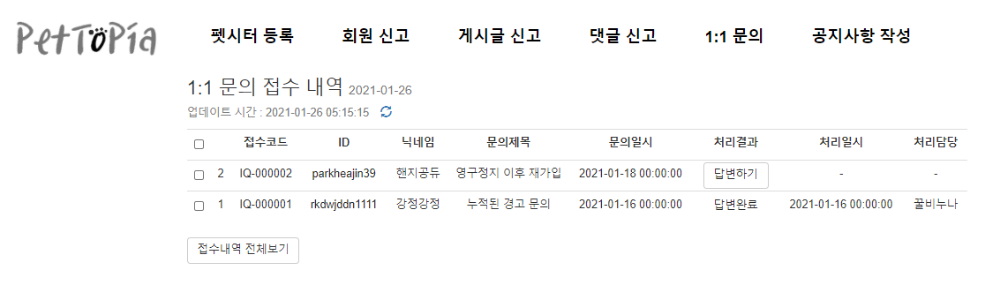 PetToPia 펫시터 등록 회원 신고 게시글 신고 댓글 신고 1:1 문의 공지사항 작성
1:1 문의 접수 내역 2021-01-26
업데이트 시간 : 2021-01-26 05:15:15
접수코드 ID 닉네임 문의제목 문의일시 처리결과 처리일시 처리담당
2 IQ-000002 parkheajin39 핸지공듀 영구정지 이후 재가입 2021-01-18 00:00:00 답변하기 - -
1 IQ-000001 rkdwjddn1111 강정강정 누적된 경고 문의 2021-01-16 00:00:00 답변완료 2021-01-16 00:00:00 꿀비누나
접수내역 전체보기